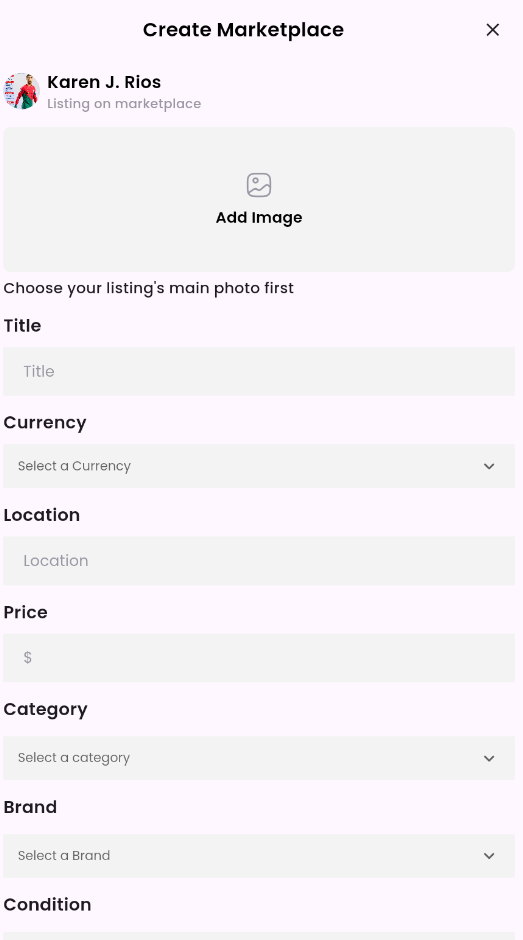 Create Marketplace
Karen J. Rios
Listing on marketplace
Add Image
Choose your listing's main photo first
Title
Title
Currency
Select a Currency
Location
Location
Price
$
Category
Select a category
Brand
Select a Brand
Condition